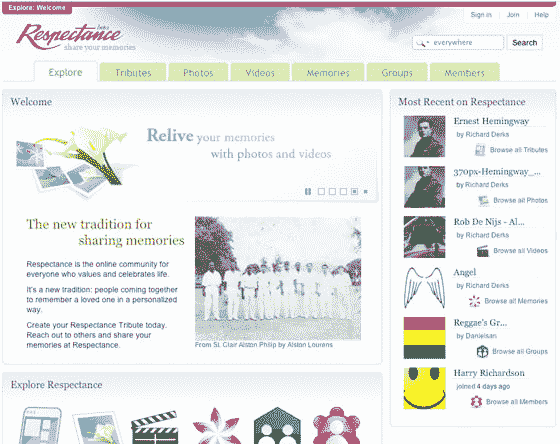 Explore: Welcome
Sign in | Join | Help
Respectance beta
share your memories
everywhere
Search
Explore
Tributes
Photos
Videos
Memories
Groups
Members
Welcome
Relive your memories
with photos and videos
The new tradition for
sharing memories
Respectance is the online community for
everyone who values and celebrates life.
It's a new tradition: people coming together
to remember a loved one in a personalized
way.
Create your Respectance Tribute today.
Reach out to others and share your
memories at Respectance.
From St. Clair Alston Philip by Alston Lourens
Explore Respectance
Most Recent on Respectance
Ernest Hemingway
by Richard Derks
Browse all Tributes
370px-Hemingway_...
by Richard Derks
Browse all Photos
Rob De Nijs - Al...
by Richard Derks
Browse all Videos
Angel
by Richard Derks
Browse all Memories
Reggae's Gr...
by Danielsan
Browse all Groups
Harry Richardson
joined 4 days ago
Browse all Members